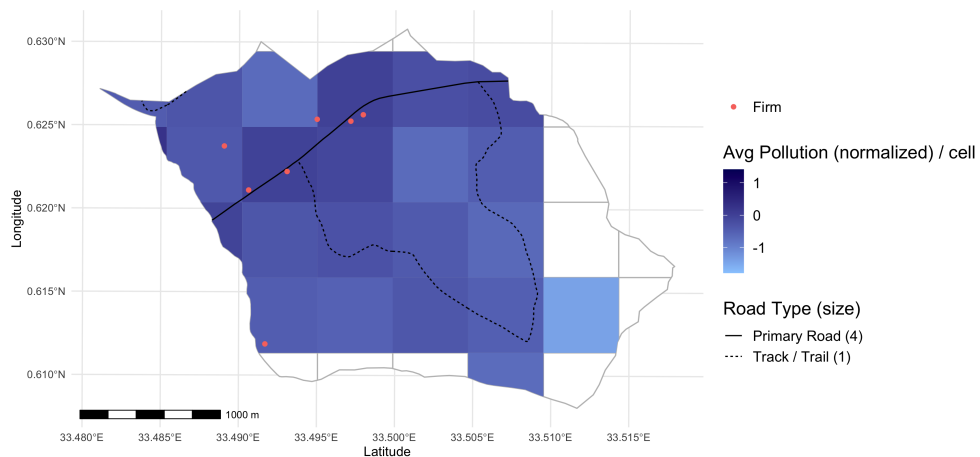 0.630°N
0.625°N
0.620°N
0.615°N
0.610°N
Longitude
1000 m
33.480°E 33.485°E 33.490°E 33.495°E 33.500°E 33.505°E 33.510°E 33.515°E
Latitude
Firm
Avg Pollution (normalized) / cell
1
0
-1
Road Type (size)
Primary Road (4)
Track / Trail (1)